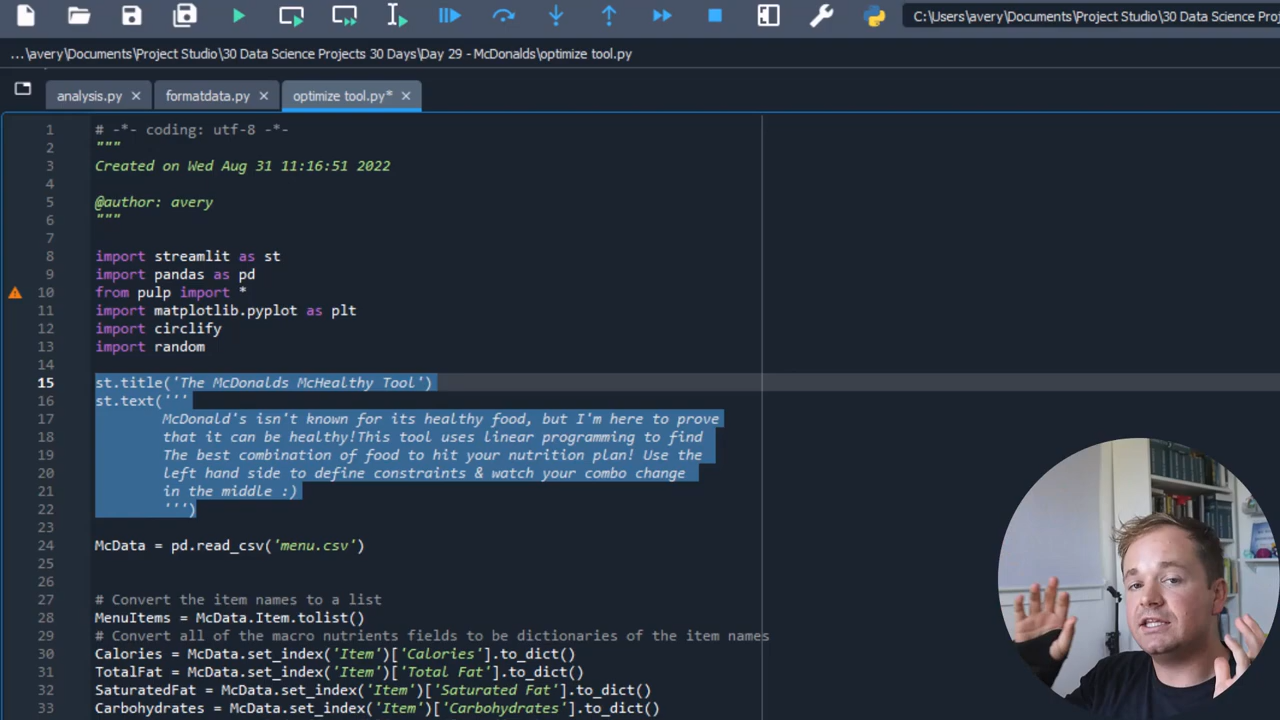 C:\Users\avery\Documents\Project Studio\30 Data Science Pro
...\avery\Documents\Project Studio\30 Data Science Projects 30 Days\Day 29 - McDonalds\optimize tool.py
analysis.py
formatdata.py
optimize tool.py*
1 # -*- coding: utf-8 -*-
2 """
3 Created on Wed Aug 31 11:16:51 2022
4
5 @author: avery
6 """
7
8 import streamlit as st
9 import pandas as pd
10 from pulp import *
11 import matplotlib.pyplot as plt
12 import circlify
13 import random
14
15 st.title('The McDonalds McHealthy Tool')
16 st.text('''
17 McDonald's isn't known for its healthy food, but I'm here to prove
18 that it can be healthy!This tool uses linear programming to find
19 The best combination of food to hit your nutrition plan! Use the
20 left hand side to define constraints & watch your combo change
21 in the middle :)
22 ''')
23
24 McData = pd.read_csv('menu.csv')
25
26
27 # Convert the item names to a list
28 MenuItems = McData.Item.tolist()
29 # Convert all of the macro nutrients fields to be dictionaries of the item names
30 Calories = McData.set_index('Item')['Calories'].to_dict()
31 TotalFat = McData.set_index('Item')['Total Fat'].to_dict()
32 SaturatedFat = McData.set_index('Item')['Saturated Fat'].to_dict()
33 Carbohydrates = McData.set_index('Item')['Carbohydrates'].to_dict()